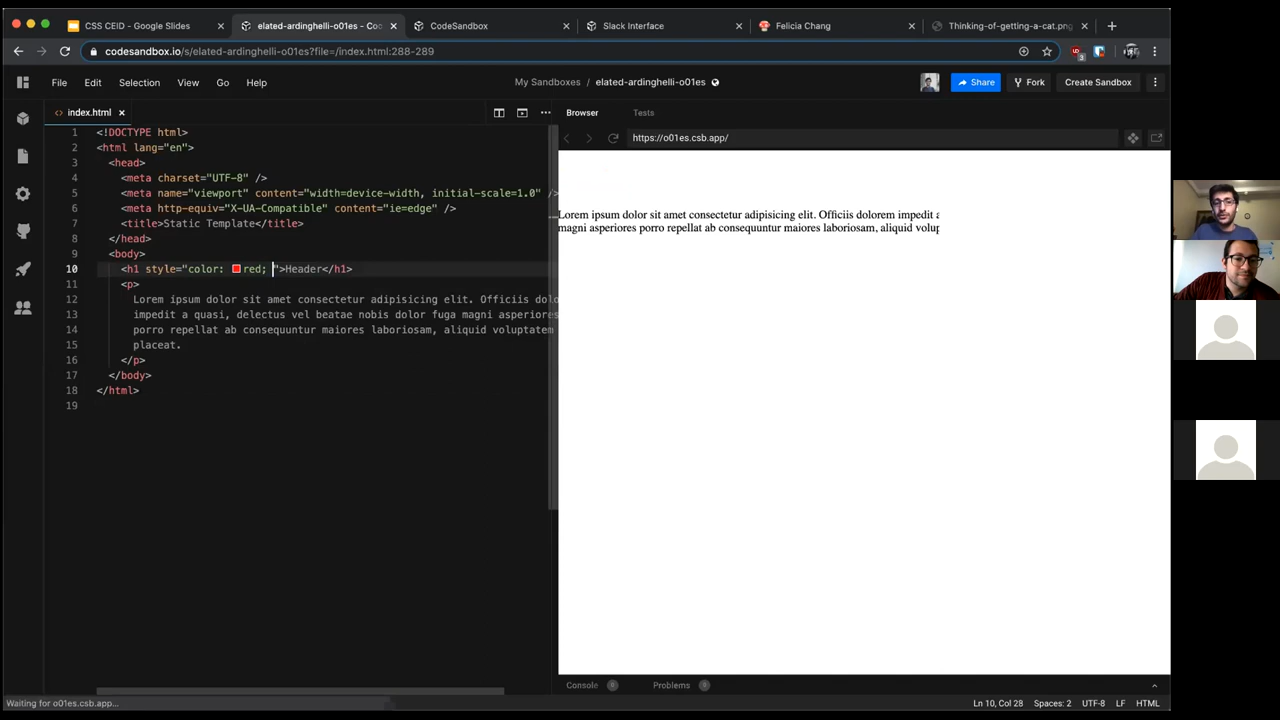 CSS CEID - Google Slides
elated-ardinghelli-o01es - Co
CodeSandbox
Slack Interface
Felicia Chang
Thinking-of-getting-a-cat.png
codesandbox.io/s/elated-ardinghelli-o01es?file=/index.html:288-289
3
File Edit Selection View Go Help
My Sandboxes / elated-ardinghelli-o01es
Share
Fork
Create Sandbox
index.html
Browser
Tests
https://o01es.csb.app/
1 <!DOCTYPE html>
2 <html lang="en">
3 <head>
4 <meta charset="UTF-8" />
5 <meta name="viewport" content="width=device-width, initial-scale=1.0" />
6 <meta http-equiv="X-UA-Compatible" content="ie=edge" />
7 <title>Static Template</title>
8 </head>
9 <body>
10 <h1 style="color: red; ">Header</h1>
11 <p>
12 Lorem ipsum dolor sit amet consectetur adipisicing elit. Officiis dolo
13 impedit a quasi, delectus vel beatae nobis dolor fuga magni asperiores
14 porro repellat ab consequuntur maiores laboriosam, aliquid voluptatem
15 placeat.
16 </p>
17 </body>
18 </html>
19
Lorem ipsum dolor sit amet consectetur adipisicing elit. Officiis dolorem impedit a
magni asperiores porro repellat ab consequuntur maiores laboriosam, aliquid volup
Console 0
Problems 0
Waiting for o01es.csb.app...
Ln 10, Col 28 Spaces: 2 UTF-8 LF HTML